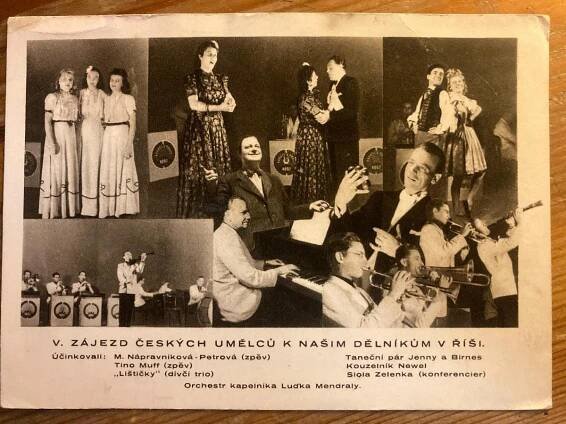 V. ZÁJEZD ČESKÝCH UMĚLCŮ K NAŠIM DĚLNÍKŮM V ŘÍŠI.
Účinkovali: M. Nápravníková-Petrová (zpěv) Taneční pár Jenny a Birnes
Tino Muff (zpěv) Kouzelník Newel
„Lištičky" (dívčí trio) Slola Zelenka (konferencier)
Orchestr kapelníka Luďka Mendraly.